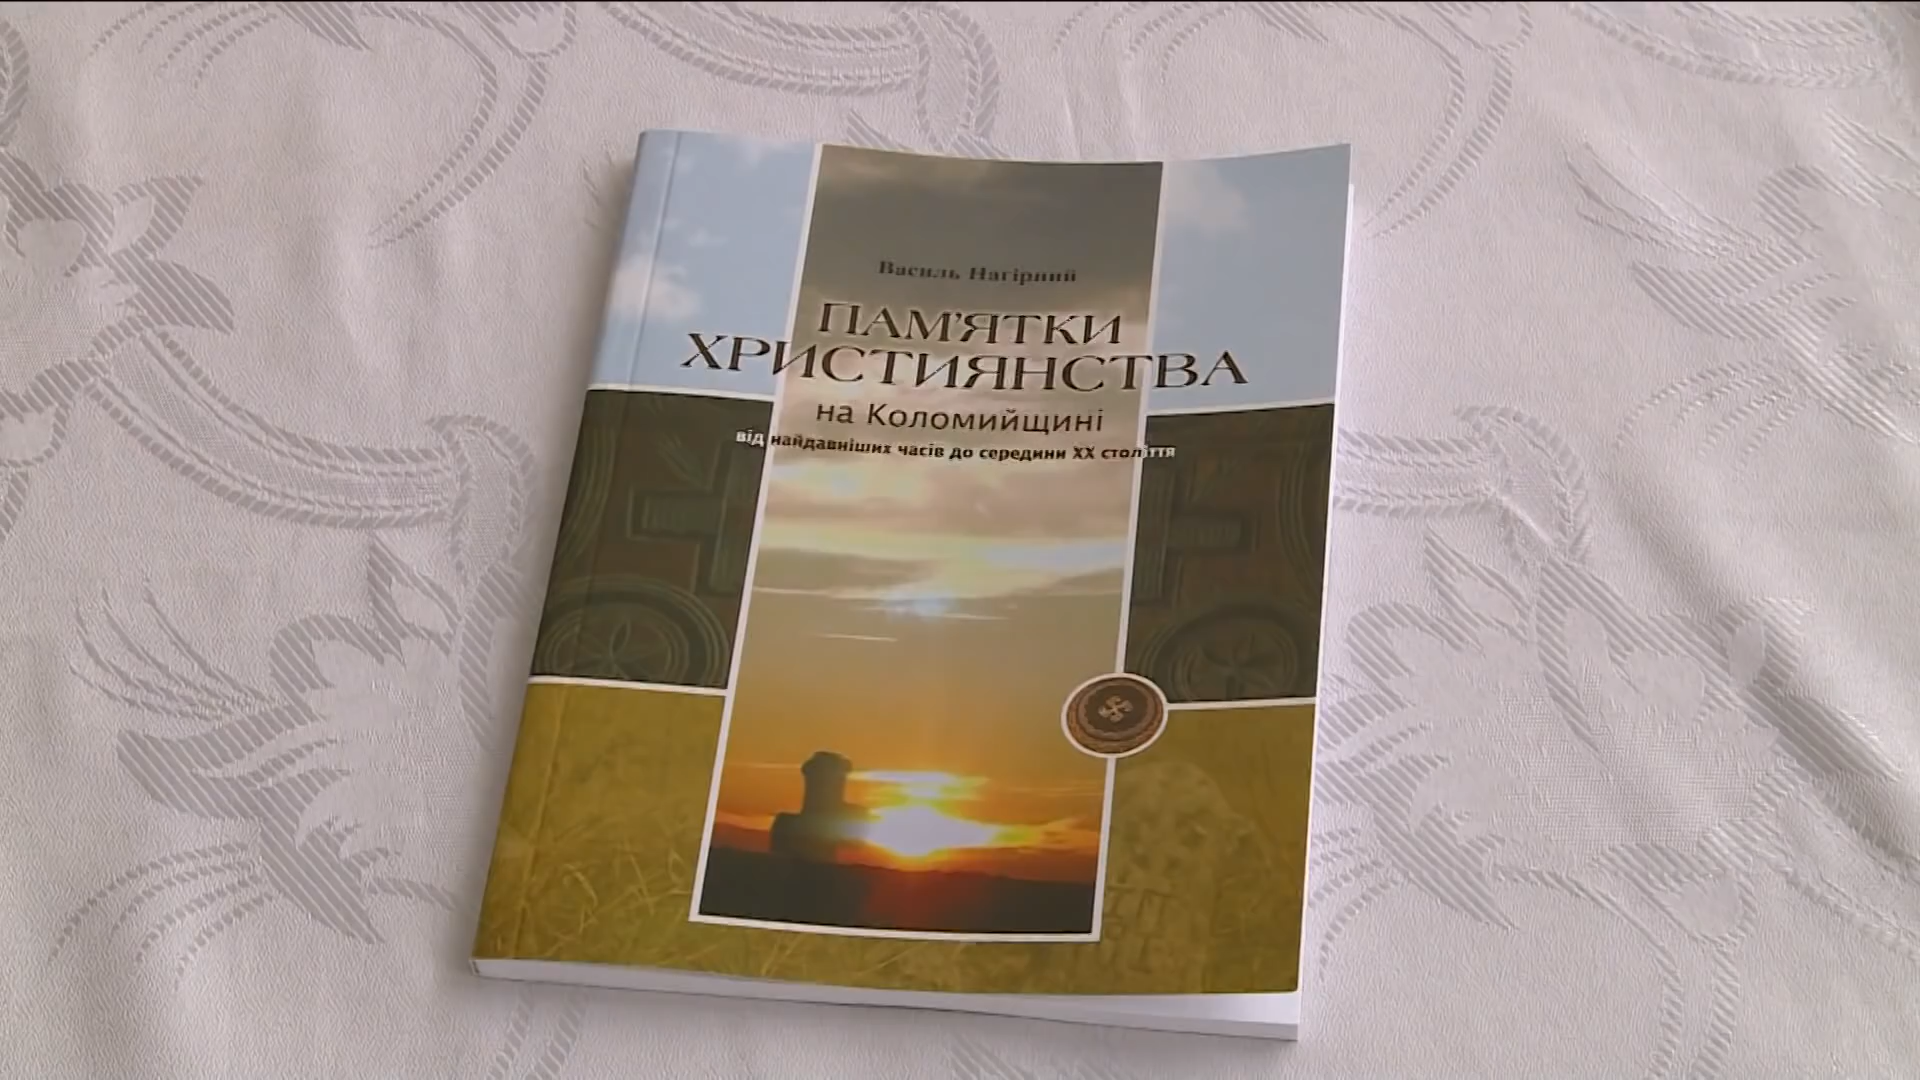 Василь Нагірний
ПАМ'ЯТКИ
ХРИСТИЯНСТВА
на Коломийщині
від найдавніших часів до середини XX століття